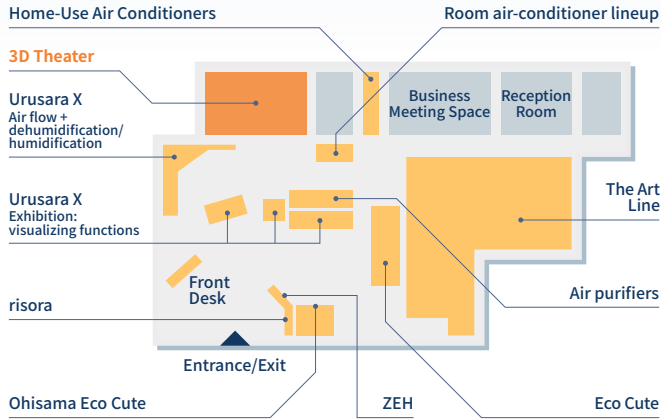 Home-Use Air Conditioners
Room air-conditioner lineup
3D Theater
Urusara X
Air flow +
dehumidification/
humidification
Business
Meeting Space
Reception
Room
The Art
Line
Urusara X
Exhibition:
visualizing functions
Front
Desk
Air purifiers
risora
Entrance/Exit
Ohisama Eco Cute
ZEH
Eco Cute